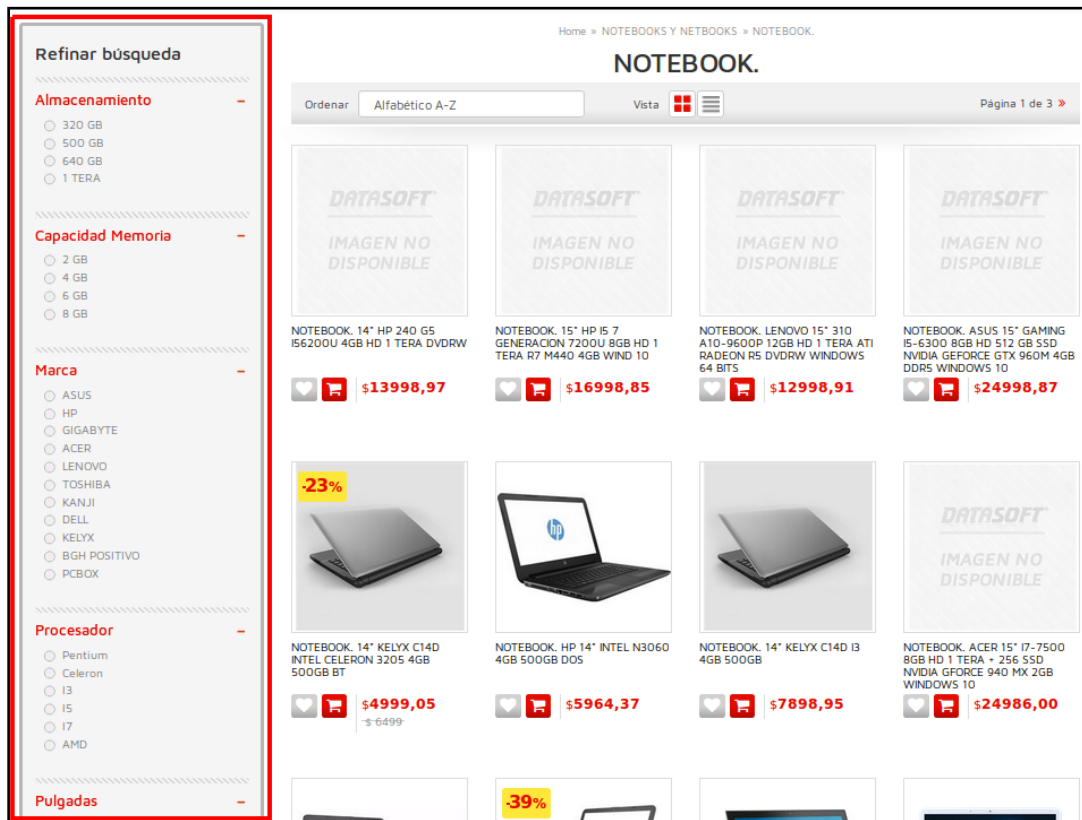 Refinar búsqueda
Almacenamiento –
320 GB
500 GB
640 GB
1 TERA
Capacidad Memoria –
2 GB
4 GB
6 GB
8 GB
Marca –
ASUS
HP
GIGABYTE
ACER
LENOVO
TOSHIBA
KANJI
DELL
KELYX
BGH POSITIVO
PCBOX
Procesador –
Pentium
Celeron
I3
I5
I7
AMD
Pulgadas –
Home » NOTEBOOKS Y NETBOOKS » NOTEBOOK.
NOTEBOOK.
Ordenar Alfabético A-Z Vista Página 1 de 3 »
DATASOFT
IMAGEN NO
DISPONIBLE
NOTEBOOK. 14" HP 240 G5
I56200U 4GB HD 1 TERA DVDRW
$13998,97
DATASOFT
IMAGEN NO
DISPONIBLE
NOTEBOOK. 15" HP I5 7
GENERACION 7200U 8GB HD 1
TERA R7 M440 4GB WIND 10
$16998,85
DATASOFT
IMAGEN NO
DISPONIBLE
NOTEBOOK. LENOVO 15" 310
A10-9600P 12GB HD 1 TERA ATI
RADEON R5 DVDRW WINDOWS
64 BITS
$12998,91
DATASOFT
IMAGEN NO
DISPONIBLE
NOTEBOOK. ASUS 15" GAMING
I5-6300 8GB HD 512 GB SSD
NVIDIA GEFORCE GTX 960M 4GB
DDR5 WINDOWS 10
$24998,87
-23%
NOTEBOOK. 14" KELYX C14D
INTEL CELERON 3205 4GB
500GB BT
$4999,05
$ 6499
hp
NOTEBOOK. HP 14" INTEL N3060
4GB 500GB DOS
$5964,37
NOTEBOOK. 14" KELYX C14D I3
4GB 500GB
$7898,95
DATASOFT
IMAGEN NO
DISPONIBLE
NOTEBOOK. ACER 15" I7-7500
8GB HD 1 TERA + 256 SSD
NVIDIA GFORCE 940 MX 2GB
WINDOWS 10
$24986,00
-39%